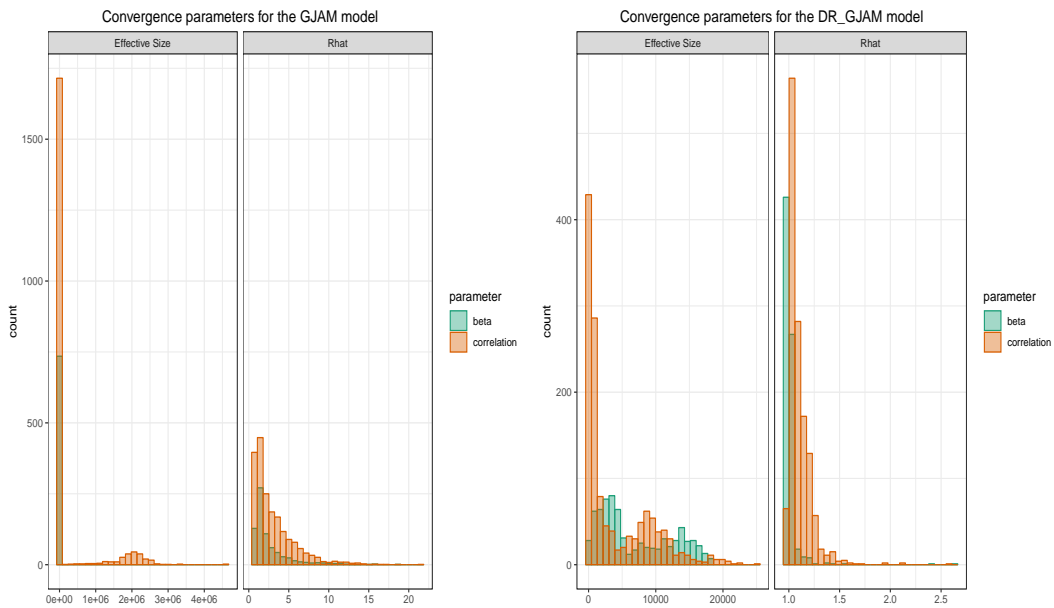 Convergence parameters for the GJAM model
Effective Size
Rhat
count
1500
1000
500
0
0e+00
1e+06
2e+06
3e+06
4e+06
0
5
10
15
20
parameter
beta
correlation
Convergence parameters for the DR_GJAM model
Effective Size
Rhat
count
400
200
0
0
10000
20000
1.0
1.5
2.0
2.5
parameter
beta
correlation